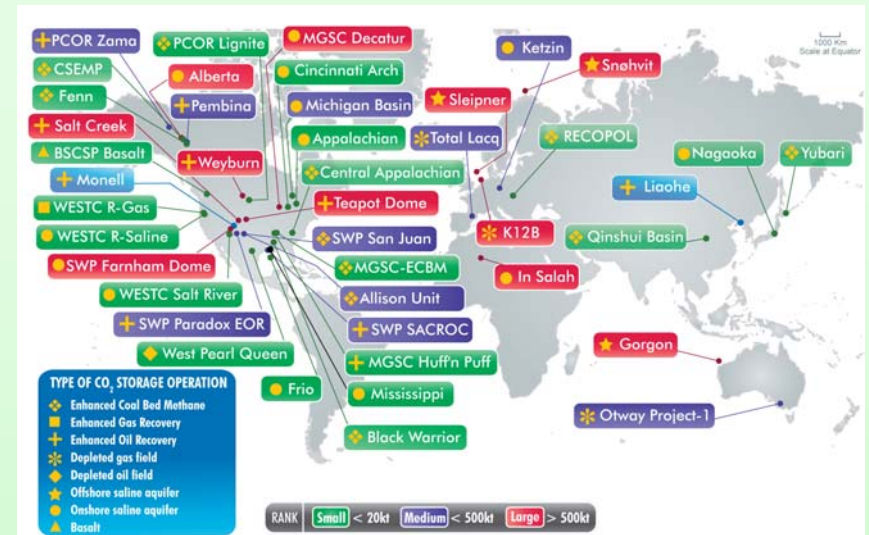 PCOR Zama
PCOR Lignite
MGSC Decatur
Ketzin
1000 Km
Scale at Equator
CSEMP
Alberta
Cincinnati Arch
Snøhvit
Fenn
Pembina
Michigan Basin
Sleipner
Salt Creek
Appalachian
Total Lacq
RECOPOL
BSCSP Basalt
Weyburn
Central Appalachian
Nagaoka
Yubari
Monell
Teapot Dome
Liaohe
WESTC R-Gas
K12B
WESTC R-Saline
SWP San Juan
Qinshui Basin
SWP Farnham Dome
MGSC-ECBM
In Salah
WESTC Salt River
Allison Unit
SWP Paradox EOR
SWP SACROC
Gorgon
West Pearl Queen
MGSC Huff'n Puff
Frio
Mississippi
Otway Project-1
Black Warrior
TYPE OF CO2 STORAGE OPERATION
Enhanced Coal Bed Methane
Enhanced Gas Recovery
Enhanced Oil Recovery
Depleted gas field
Depleted oil field
Offshore saline aquifer
Onshore saline aquifer
Basalt
RANK Small < 20kt Medium < 500kt Large > 500kt